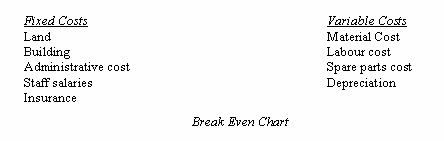 Fixed Costs Variable Costs
Land Material Cost
Building Labour cost
Administrative cost Spare parts cost
Staff salaries Depreciation
Insurance
Break Even Chart